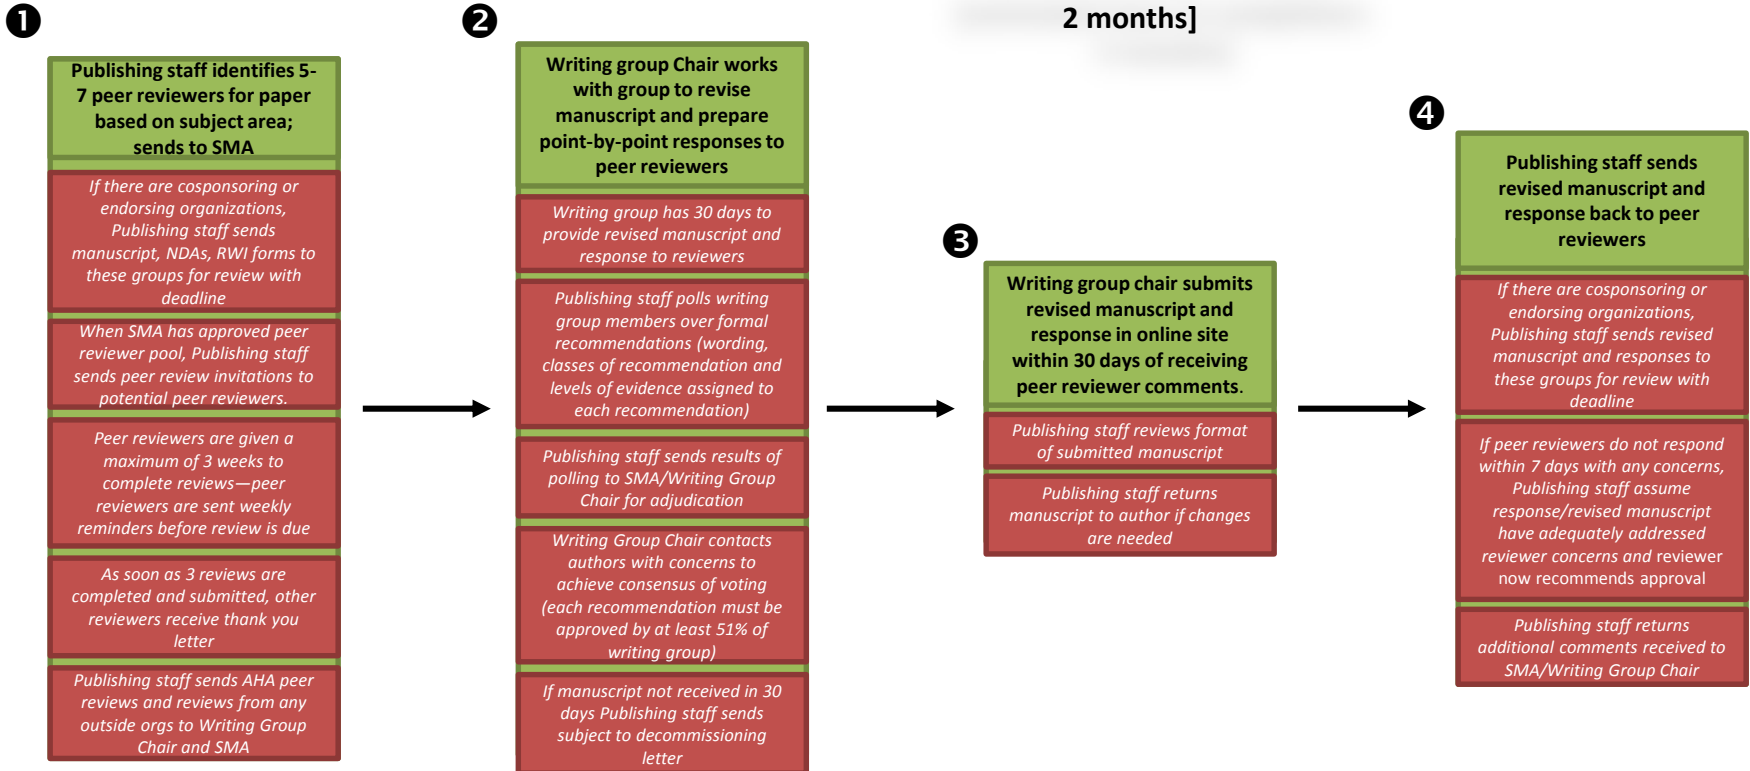 2 months]
❶
Publishing staff identifies 5-
7 peer reviewers for paper
based on subject area;
sends to SMA
If there are cosponsoring or
endorsing organizations,
Publishing staff sends
manuscript, NDAs, RWI forms to
these groups for review with
deadline
When SMA has approved peer
reviewer pool, Publishing staff
sends peer review invitations to
potential peer reviewers.
Peer reviewers are given a
maximum of 3 weeks to
complete reviews—peer
reviewers are sent weekly
reminders before review is due
As soon as 3 reviews are
completed and submitted, other
reviewers receive thank you
letter
Publishing staff sends AHA peer
reviews and reviews from any
outside orgs to Writing Group
Chair and SMA
❷
Writing group Chair works
with group to revise
manuscript and prepare
point-by-point responses to
peer reviewers
Writing group has 30 days to
provide revised manuscript and
response to reviewers
Publishing staff polls writing
group members over formal
recommendations (wording,
classes of recommendation and
levels of evidence assigned to
each recommendation)
Publishing staff sends results of
polling to SMA/Writing Group
Chair for adjudication
Writing Group Chair contacts
authors with concerns to
achieve consensus of voting
(each recommendation must be
approved by at least 51% of
writing group)
If manuscript not received in 30
days Publishing staff sends
subject to decommissioning
letter
❸
Writing group chair submits
revised manuscript and
response in online site
within 30 days of receiving
peer reviewer comments.
Publishing staff reviews format
of submitted manuscript
Publishing staff returns
manuscript to author if changes
are needed
❹
Publishing staff sends
revised manuscript and
response back to peer
reviewers
If there are cosponsoring or
endorsing organizations,
Publishing staff sends revised
manuscript and responses to
these groups for review with
deadline
If peer reviewers do not respond
within 7 days with any concerns,
Publishing staff assume
response/revised manuscript
have adequately addressed
reviewer concerns and reviewer
now recommends approval
Publishing staff returns
additional comments received to
SMA/Writing Group Chair